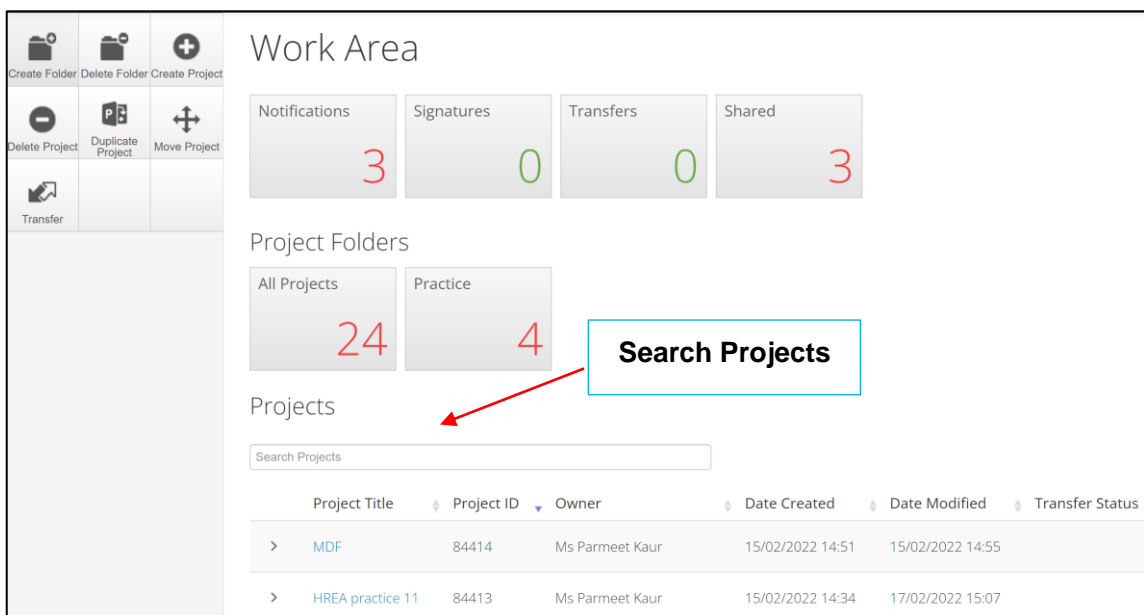 Create Folder Delete Folder Create Project
Delete Project Duplicate Project Move Project
Transfer
Work Area
Notifications Signatures Transfers Shared
3 0 0 3
Project Folders
All Projects Practice
24 4
Search Projects
Projects
Search Projects
Project Title Project ID Owner Date Created Date Modified Transfer Status
MDF 84414 Ms Parmeet Kaur 15/02/2022 14:51 15/02/2022 14:55
HREA practice 11 84413 Ms Parmeet Kaur 15/02/2022 14:34 17/02/2022 15:07